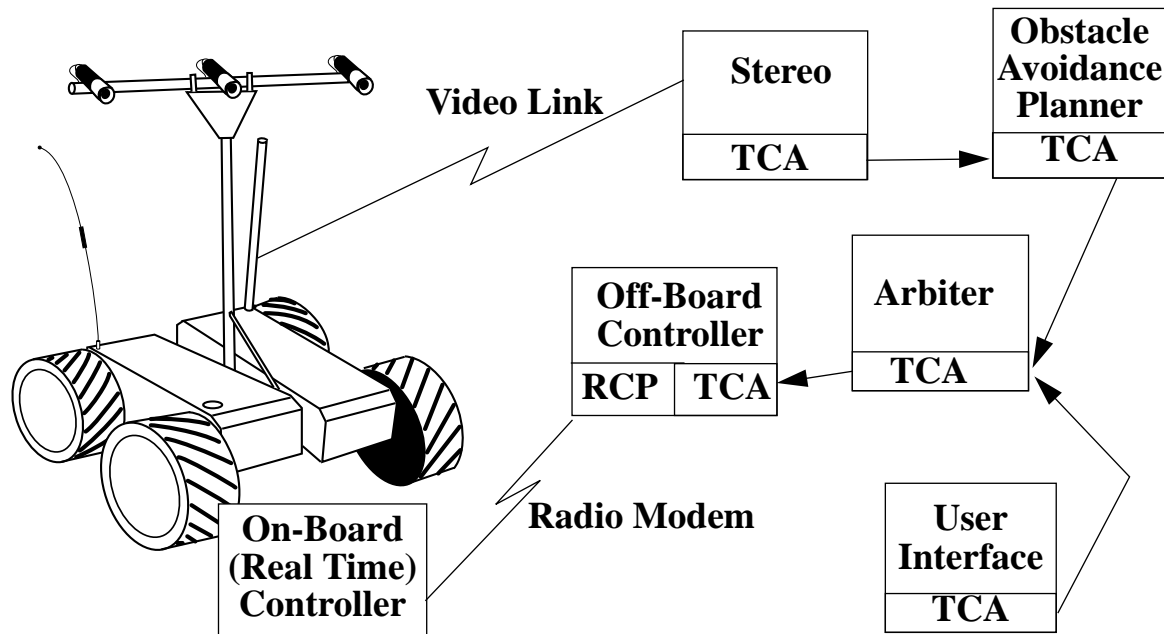 Video Link
Stereo
TCA
Obstacle
Avoidance
Planner
TCA
Off-Board
Controller
RCP
TCA
Arbiter
TCA
Radio Modem
On-Board
(Real Time)
Controller
User
Interface
TCA